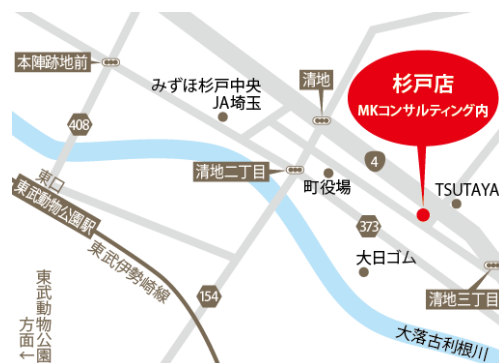 本陣跡地前
みずほ杉戸中央
JA埼玉
清地
杉戸店
MKコンサルティング内
408
4
清地二丁目
町役場
TSUTAYA
東口
東武動物公園駅
東武伊勢崎線
373
大日ゴム
154
清地三丁目
大落古利根川
東武動物公園
方面←